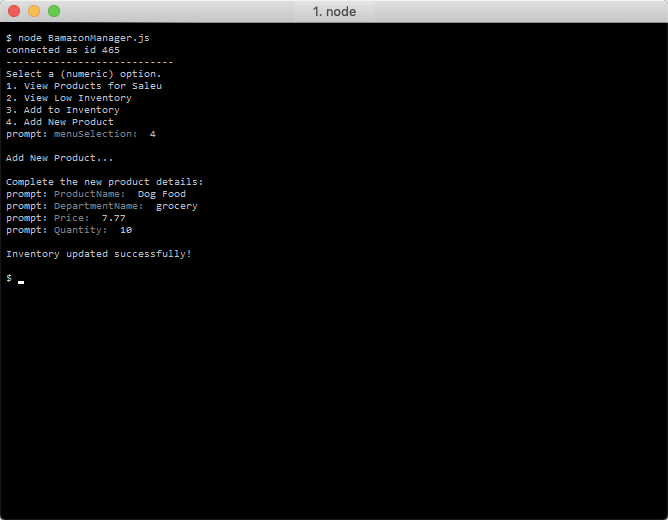 1. node
$ node BamazonManager.js
connected as id 465
----------------------------
Select a (numeric) option.
1. View Products for Saleu
2. View Low Inventory
3. Add to Inventory
4. Add New Product
prompt: menuSelection:  4
Add New Product...
Complete the new product details:
prompt: ProductName:  Dog Food
prompt: DepartmentName:  grocery
prompt: Price:  7.77
prompt: Quantity:  10
Inventory updated successfully!
$